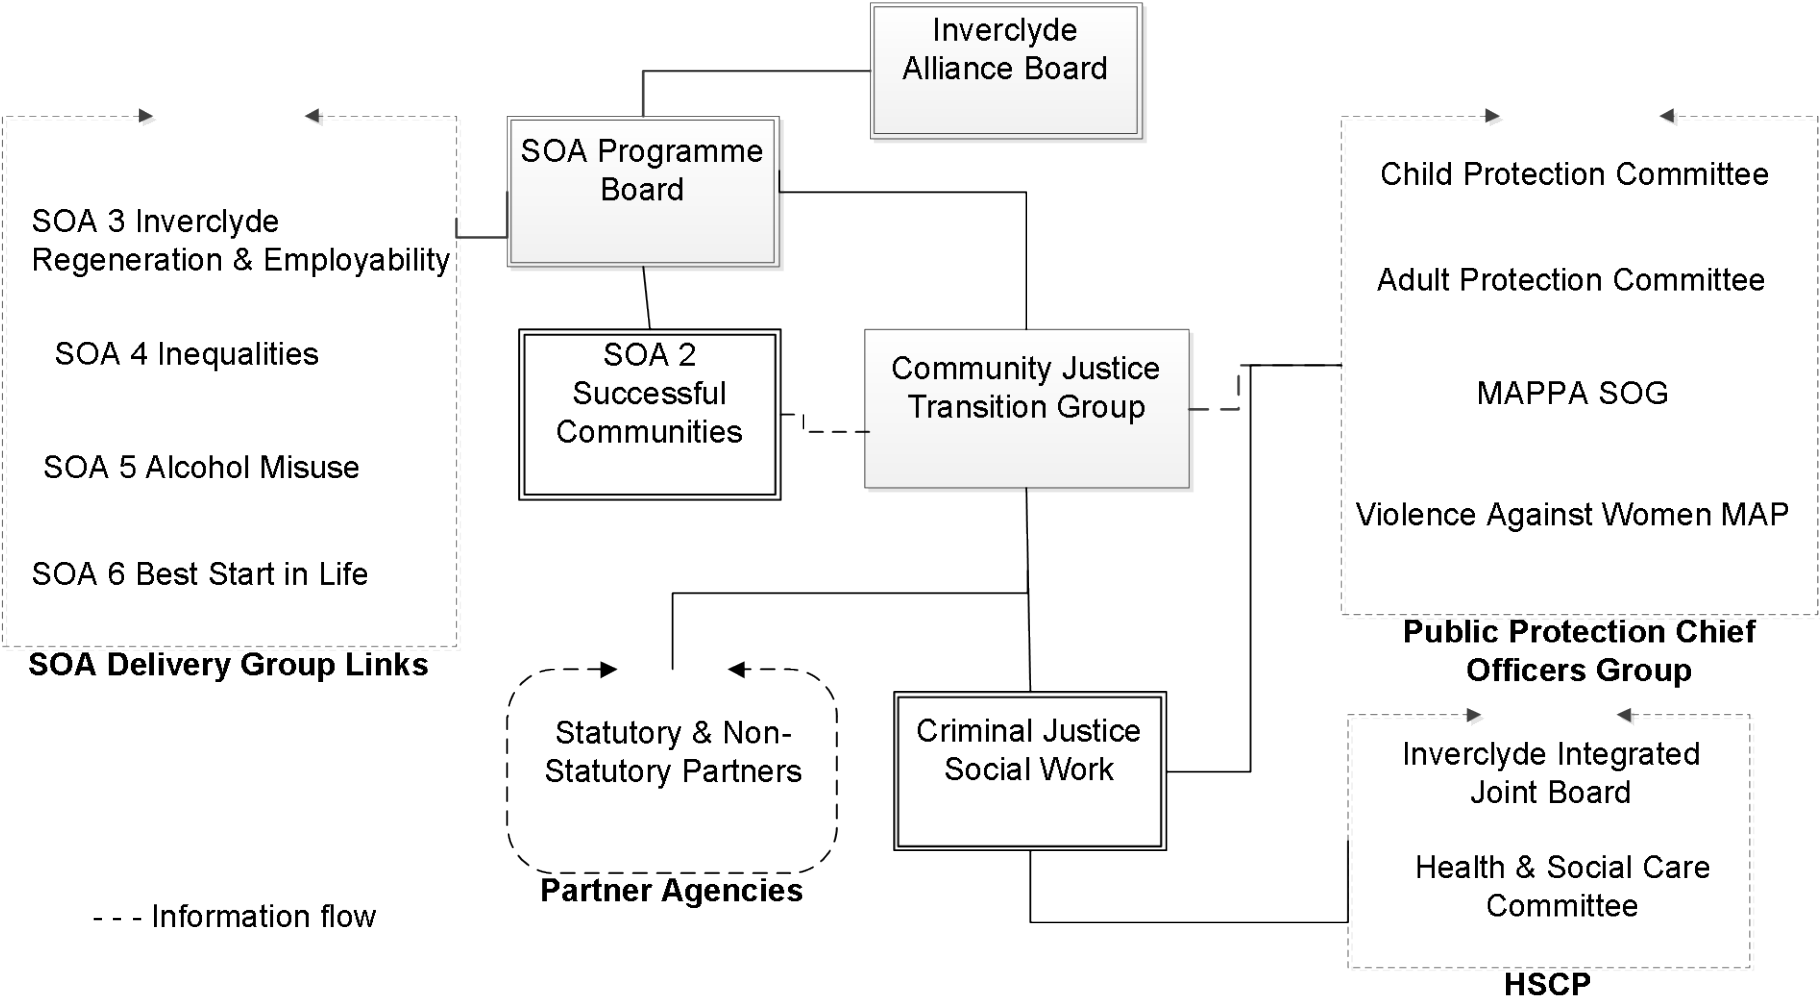 Inverclyde
Alliance Board
SOA Programme
Board
SOA 3 Inverclyde
Regeneration & Employability
SOA 4 Inequalities
SOA 5 Alcohol Misuse
SOA 6 Best Start in Life
SOA Delivery Group Links
SOA 2
Successful
Communities
Community Justice
Transition Group
Child Protection Committee
Adult Protection Committee
MAPPA SOG
Violence Against Women MAP
Public Protection Chief
Officers Group
Statutory & Non-
Statutory Partners
Partner Agencies
Criminal Justice
Social Work
Inverclyde Integrated
Joint Board
Health & Social Care
Committee
HSCP
- - - Information flow